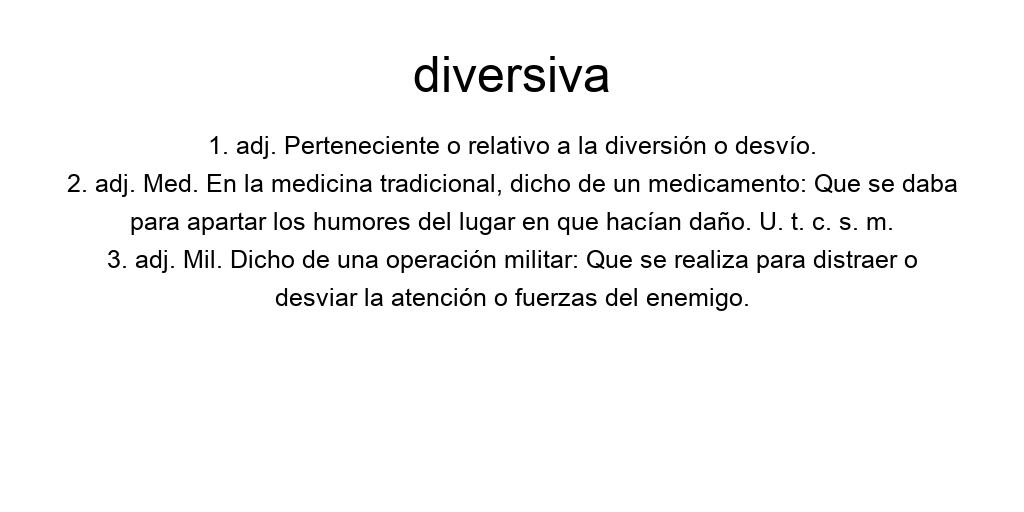 diversiva
1. adj. Perteneciente o relativo a la diversión o desvío.
2. adj. Med. En la medicina tradicional, dicho de un medicamento: Que se daba
para apartar los humores del lugar en que hacían daño. U. t. c. s. m.
3. adj. Mil. Dicho de una operación militar: Que se realiza para distraer o
desviar la atención o fuerzas del enemigo.